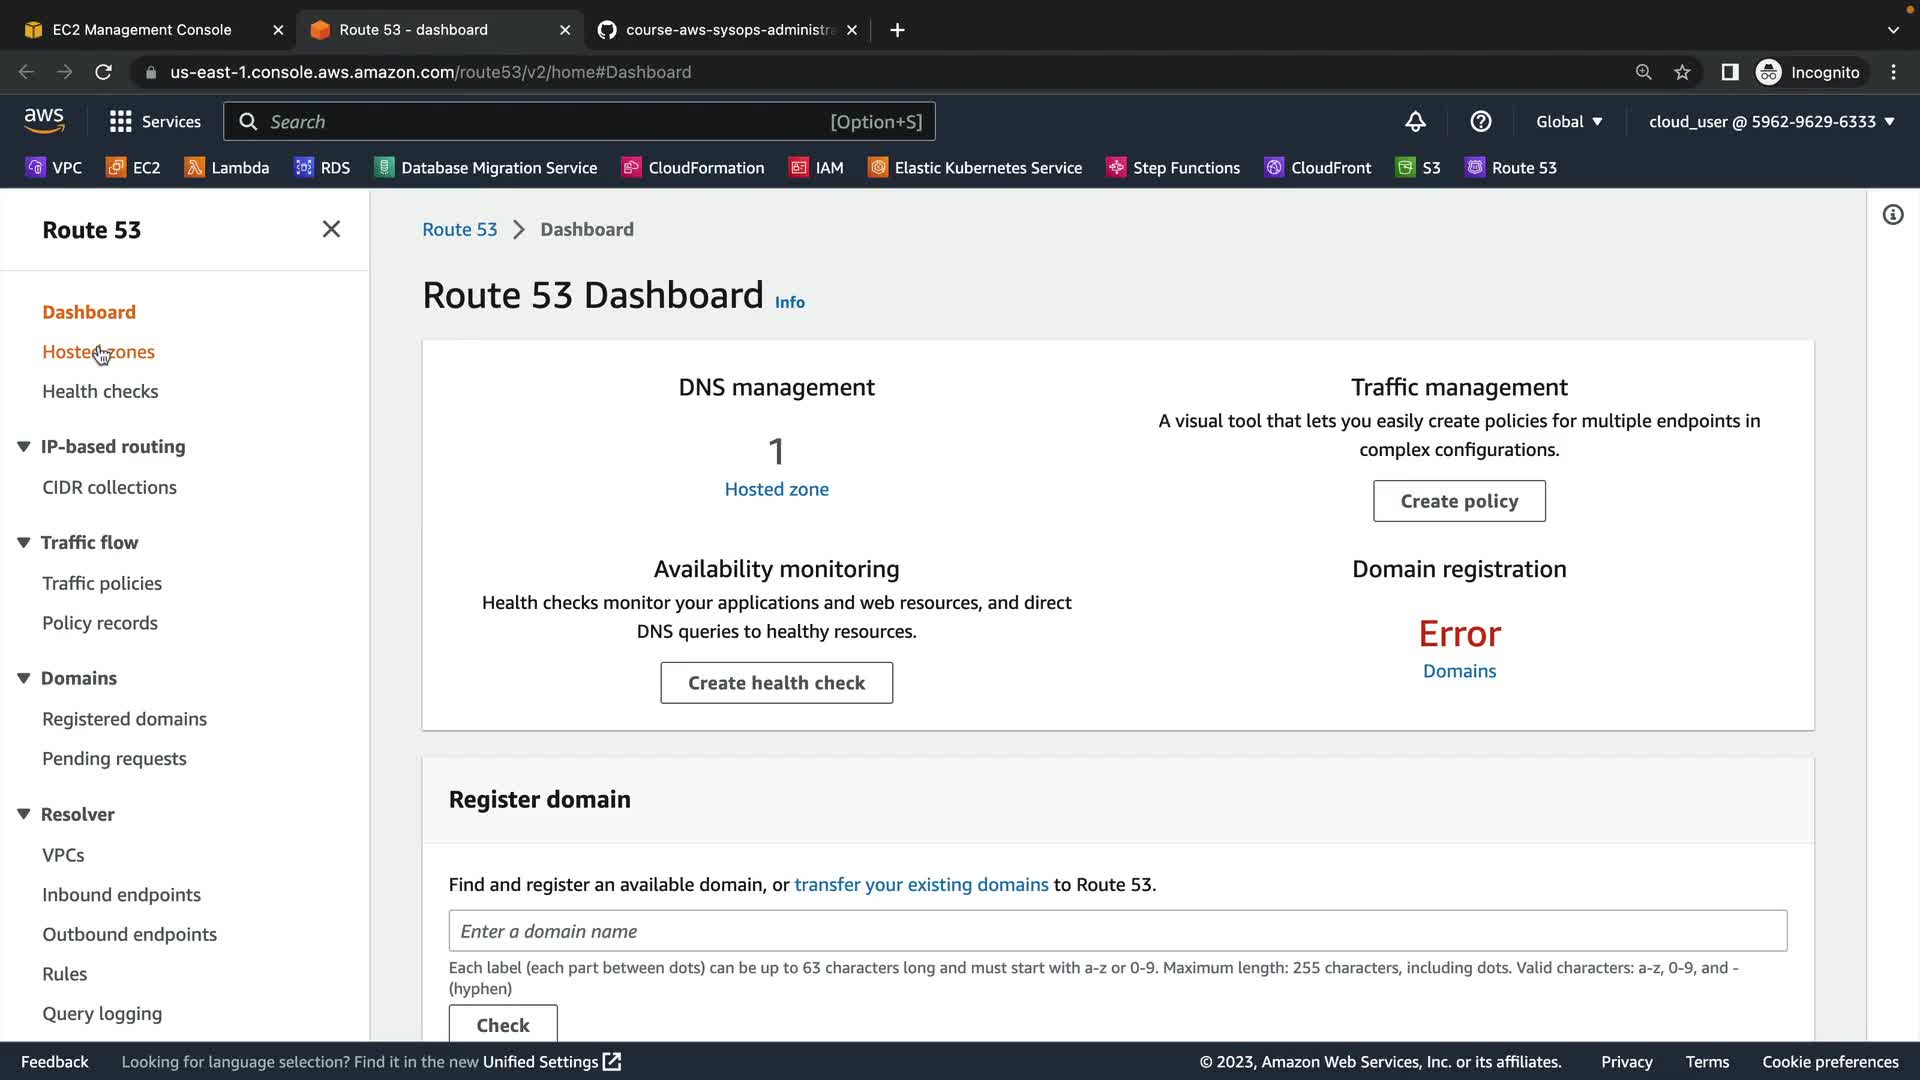 EC2 Management Console
Route 53 - dashboard
course-aws-sysops-administra
us-east-1.console.aws.amazon.com/route53/v2/home#Dashboard
Incognito
aws
Services
Search
[Option+S]
Global
cloud_user @ 5962-9629-6333
VPC
EC2
Lambda
RDS
Database Migration Service
CloudFormation
IAM
Elastic Kubernetes Service
Step Functions
CloudFront
S3
Route 53
Route 53
Dashboard
Hosted zones
Health checks
IP-based routing
CIDR collections
Traffic flow
Traffic policies
Policy records
Domains
Registered domains
Pending requests
Resolver
VPCs
Inbound endpoints
Outbound endpoints
Rules
Query logging
Route 53 > Dashboard
Route 53 Dashboard Info
DNS management
1
Hosted zone
Traffic management
A visual tool that lets you easily create policies for multiple endpoints in
complex configurations.
Create policy
Availability monitoring
Health checks monitor your applications and web resources, and direct
DNS queries to healthy resources.
Create health check
Domain registration
Error
Domains
Register domain
Find and register an available domain, or transfer your existing domains to Route 53.
Enter a domain name
Each label (each part between dots) can be up to 63 characters long and must start with a-z or 0-9. Maximum length: 255 characters, including dots. Valid characters: a-z, 0-9, and -
(hyphen)
Check
Feedback
Looking for language selection? Find it in the new Unified Settings
© 2023, Amazon Web Services, Inc. or its affiliates.
Privacy
Terms
Cookie preferences